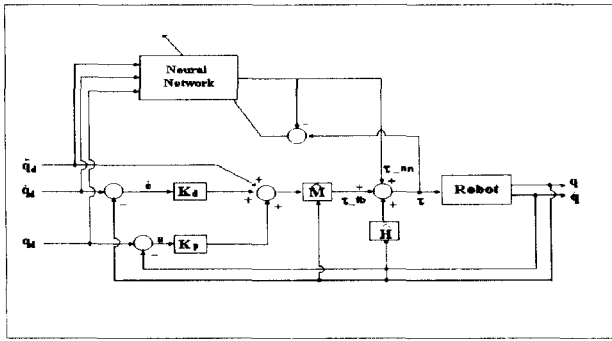 Neural
Network
−
τ_nn
q̈d
q̇d
ė
Kd
+
+
+
M̂
+
τ_fb
+
+
τ
Robot
q
q̇
−
qd
e
Kp
−
Ĥ